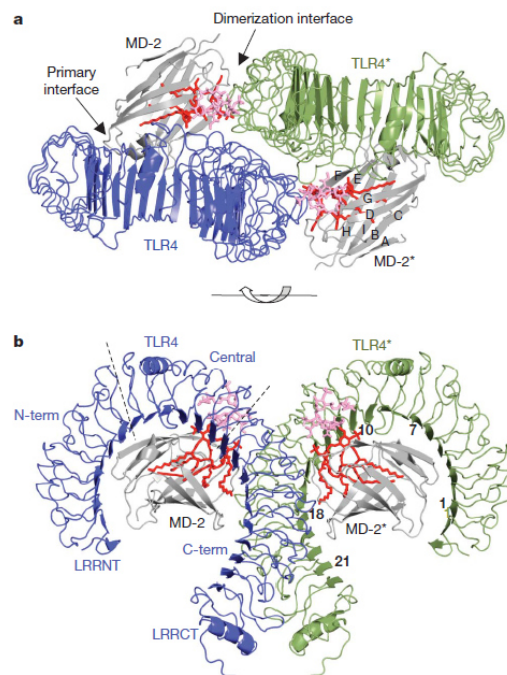 a
Dimerization interface
MD-2
TLR4*
Primary
interface
F E
G
D C
H I B
A
TLR4
MD-2*
b
TLR4
TLR4*
Central
N-term
10
7
MD-2
18
MD-2*
1
C-term
21
LRRNT
LRRCT